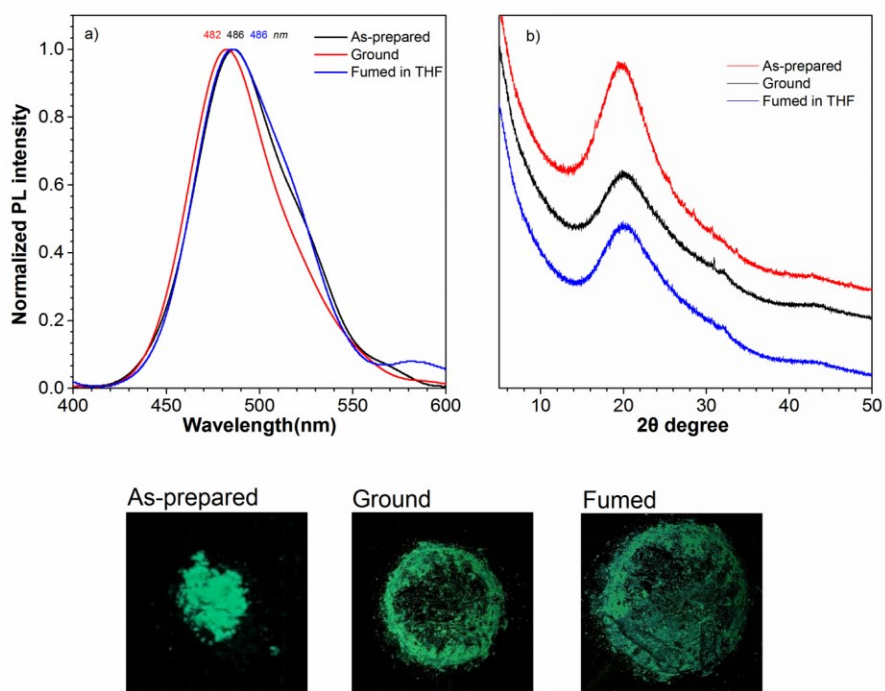 a)
482 486 486 nm
As-prepared
Ground
Fumed in THF
Normalized PL intensity
1.0
0.8
0.6
0.4
0.2
0.0
400 450 500 550 600
Wavelength(nm)
b)
As-prepared
Ground
Fumed in THF
10 20 30 40 50
2θ degree
As-prepared Ground Fumed